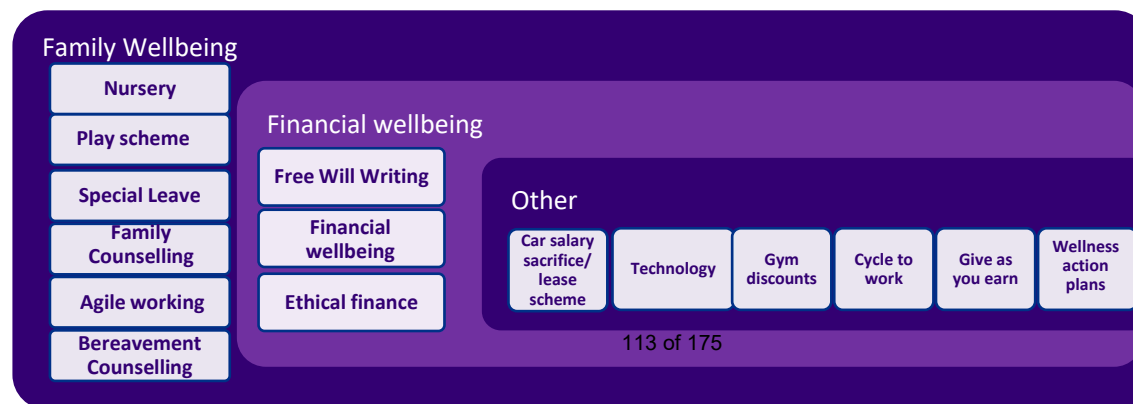 Family Wellbeing
Nursery
Play scheme
Special Leave
Family
Counselling
Agile working
Bereavement
Counselling
Financial wellbeing
Free Will Writing
Financial
wellbeing
Ethical finance
Other
Car salary
sacrifice/
lease
scheme
Technology
Gym
discounts
Cycle to
work
Give as
you earn
Wellness
action
plans
113 of 175